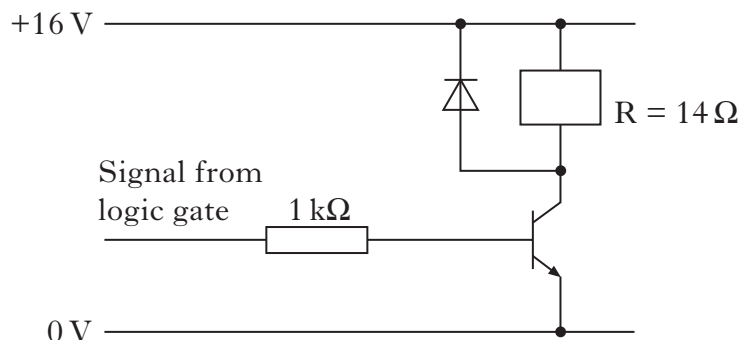 +16 V
R = 14 Ω
Signal from
logic gate
1 kΩ
0 V